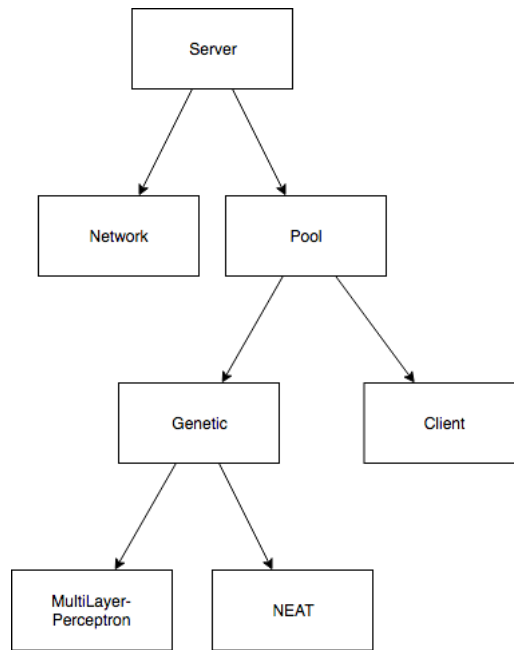 Server
Network
Pool
Genetic
Client
MultiLayer-
Perceptron
NEAT